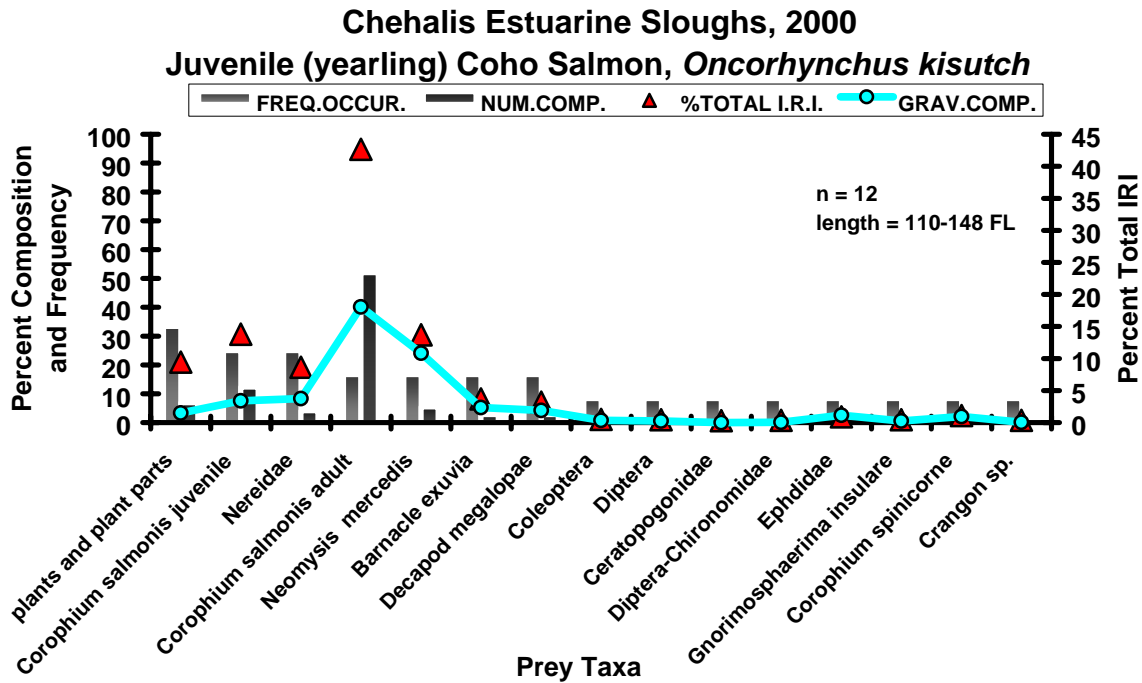 Chehalis Estuarine Sloughs, 2000
Juvenile (yearling) Coho Salmon, Oncorhynchus kisutch
FREQ.OCCUR. NUM.COMP. %TOTAL I.R.I. GRAV.COMP.
Percent Composition
and Frequency
100
90
80
70
60
50
40
30
20
10
0
n = 12
length = 110-148 FL
45
40
35
30
25
20
15
10
5
0
Percent Total IRI
plants and plant parts
Corophium salmonis juvenile
Nereidae
Corophium salmonis adult
Neomysis mercedis
Barnacle exuvia
Decapod megalopae
Coleoptera
Diptera
Ceratopogonidae
Diptera-Chironomidae
Ephdidae
Gnorimosphaerima insulare
Corophium spinicorne
Crangon sp.
Prey Taxa